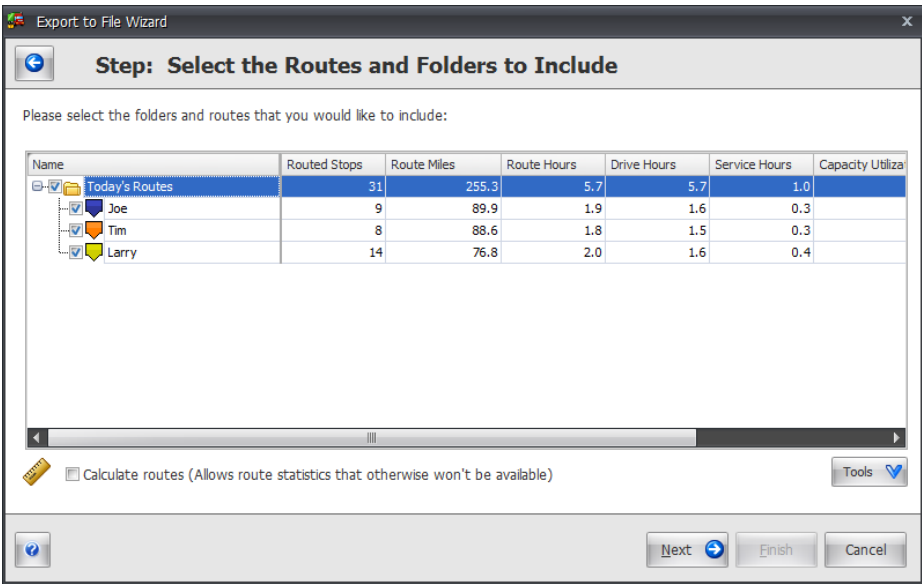 Export to File Wizard x
Step: Select the Routes and Folders to Include
Please select the folders and routes that you would like to include:
Name Routed Stops Route Miles Route Hours Drive Hours Service Hours Capacity Utiliza
Today's Routes 31 255.3 5.7 5.7 1.0
Joe 9 89.9 1.9 1.6 0.3
Tim 8 88.6 1.8 1.5 0.3
Larry 14 76.8 2.0 1.6 0.4
Calculate routes (Allows route statistics that otherwise won't be available) Tools
? Next Finish Cancel